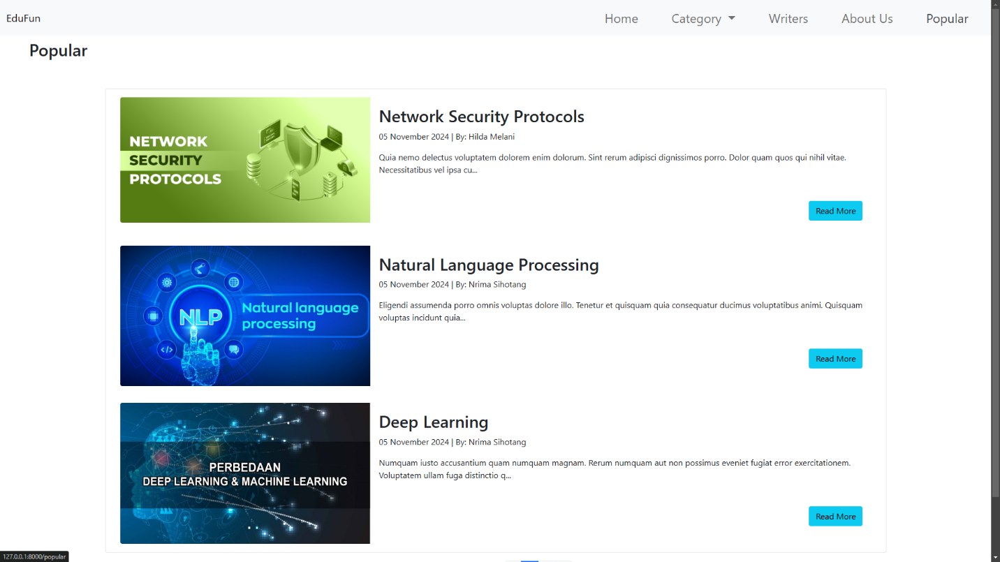 EduFun
Home
Category
Writers
About Us
Popular
Popular
NETWORK
SECURITY
PROTOCOLS
Network Security Protocols
05 November 2024 | By: Hilda Melani
Quia nemo delectus voluptatem dolorem enim dolorum. Sint rerum adipisci dignissimos porro. Dolor quam quos qui nihil vitae.
Necessitatibus vel ipsa cu...
Read More
NLP
Natural language
processing
</>
Natural Language Processing
05 November 2024 | By: Nrima Sihotang
Eligendi assumenda porro omnis voluptas dolore illo. Tenetur et quisquam quia consequatur ducimus voluptatibus animi. Quisquam
voluptas incidunt quia...
Read More
PERBEDAAN
DEEP LEARNING & MACHINE LEARNING
Deep Learning
05 November 2024 | By: Nrima Sihotang
Numquam iusto accusantium quam numquam magnam. Rerum numquam aut non possimus eveniet fugiat error exercitationem.
Voluptatem ullam fuga distinctio q...
Read More
127.0.0.1:8000/popular